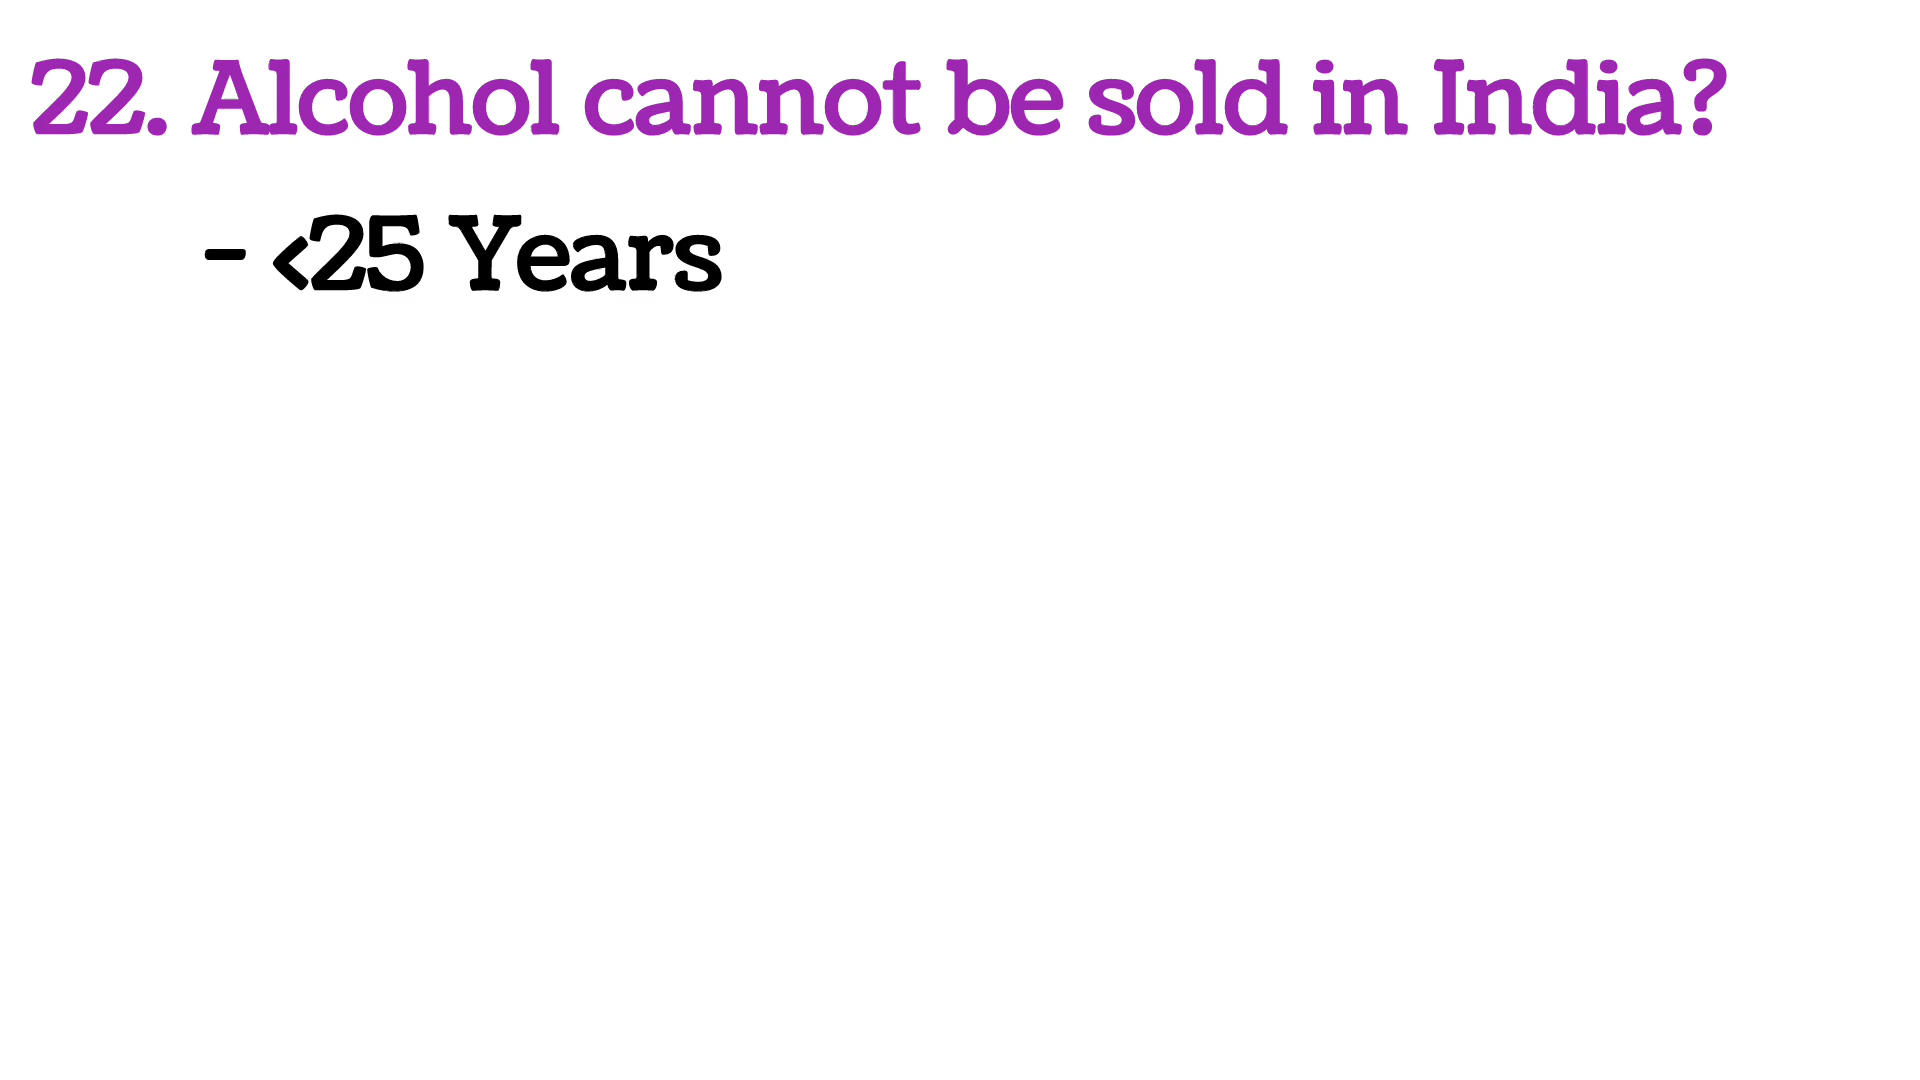 22. Alcohol cannot be sold in India?
- <25 Years